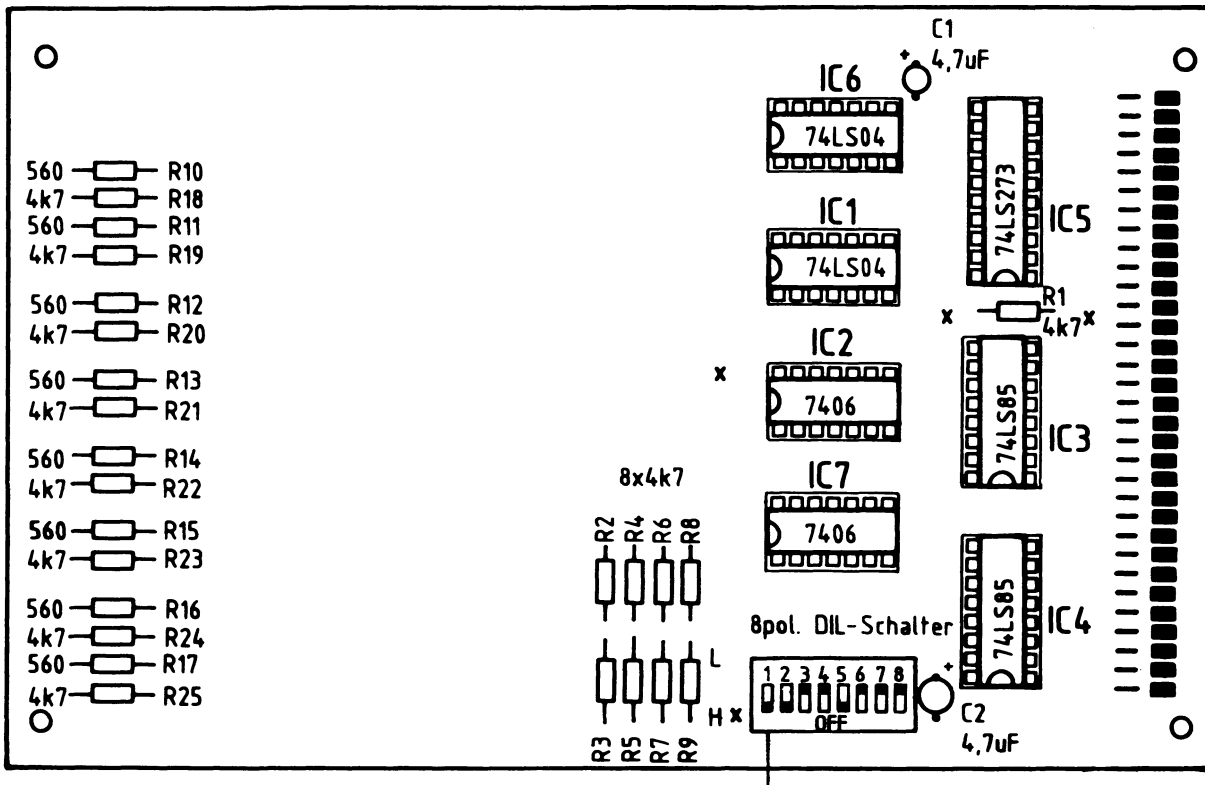 C1
4,7uF
+
IC6
74LS04
74LS273
IC5
IC1
74LS04
R1
4k7
x
x
IC2
7406
x
74LS85
IC3
IC7
7406
74LS85
IC4
560 R10
4k7 R18
560 R11
4k7 R19
560 R12
4k7 R20
560 R13
4k7 R21
560 R14
4k7 R22
560 R15
4k7 R23
560 R16
4k7 R24
560 R17
4k7 R25
8x4k7
R2 R4 R6 R8
R3 R5 R7 R9
8pol. DIL-Schalter
L
H x
1 2 3 4 5 6 7 8
OFF
+
C2
4,7uF